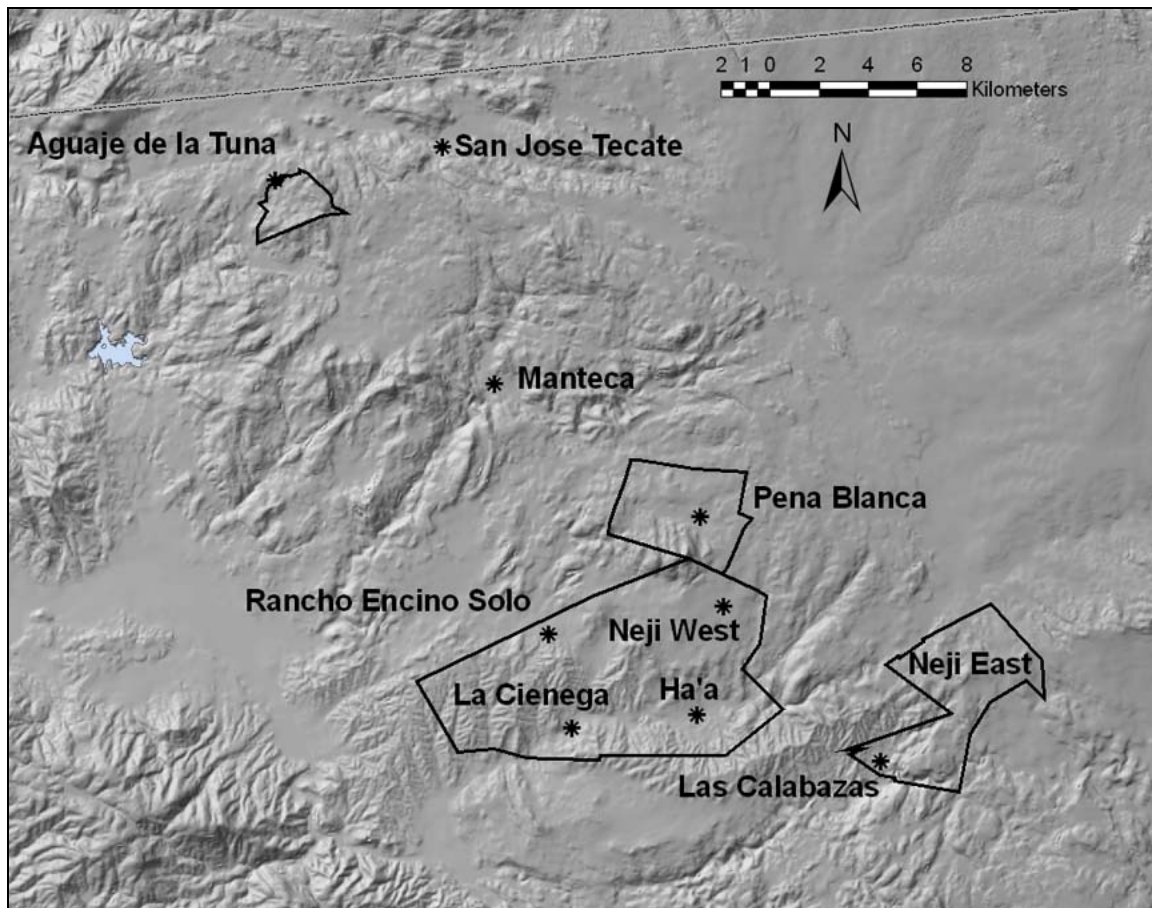 2 1 0 2 4 6 8
Kilometers
N
Aguaje de la Tuna
San Jose Tecate
Manteca
Pena Blanca
Rancho Encino Solo
Neji West
Neji East
La Cienega
Ha'a
Las Calabazas